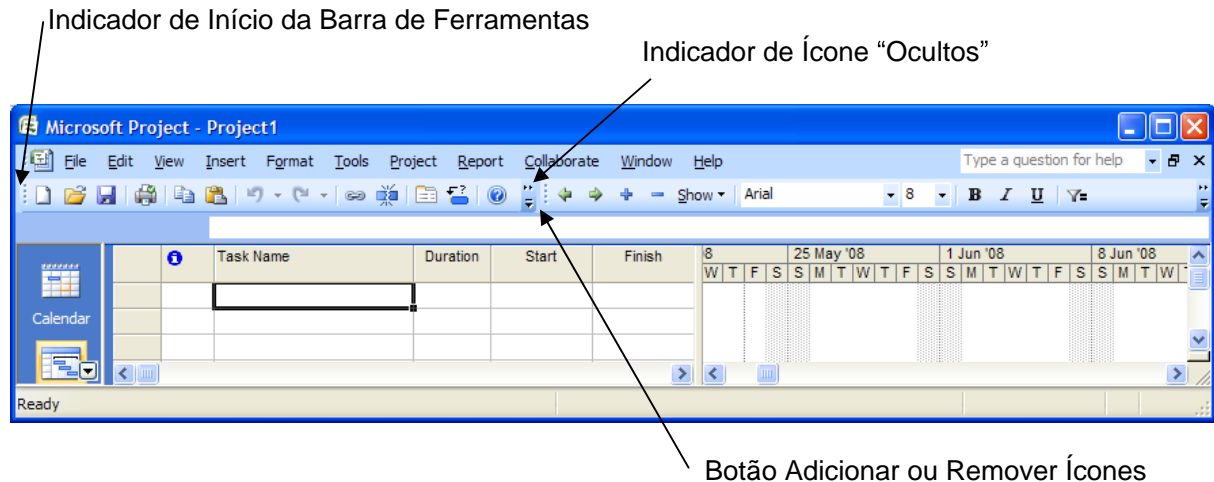 Indicador de Início da Barra de Ferramentas
Indicador de Ícone “Ocultos”
Microsoft Project - Project1
File Edit View Insert Format Tools Project Report Collaborate Window Help Type a question for help
Show Arial 8 B I U
Task Name Duration Start Finish 8 25 May '08 1 Jun '08 8 Jun '08
W T F S S M T W T F S S M T W T F S S M T W T
Calendar
Ready
Botão Adicionar ou Remover Ícones